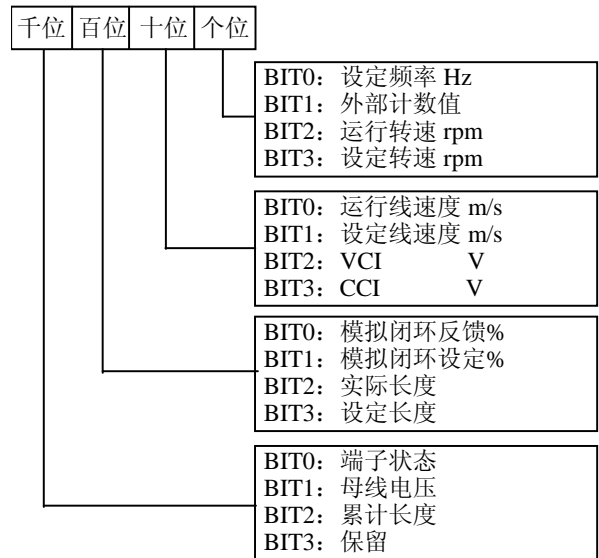 千位 百位 十位 个位
BIT0：设定频率 Hz
BIT1：外部计数值
BIT2：运行转速 rpm
BIT3：设定转速 rpm
BIT0：运行线速度 m/s
BIT1：设定线速度 m/s
BIT2：VCI V
BIT3：CCI V
BIT0：模拟闭环反馈%
BIT1：模拟闭环设定%
BIT2：实际长度
BIT3：设定长度
BIT0：端子状态
BIT1：母线电压
BIT2：累计长度
BIT3：保留